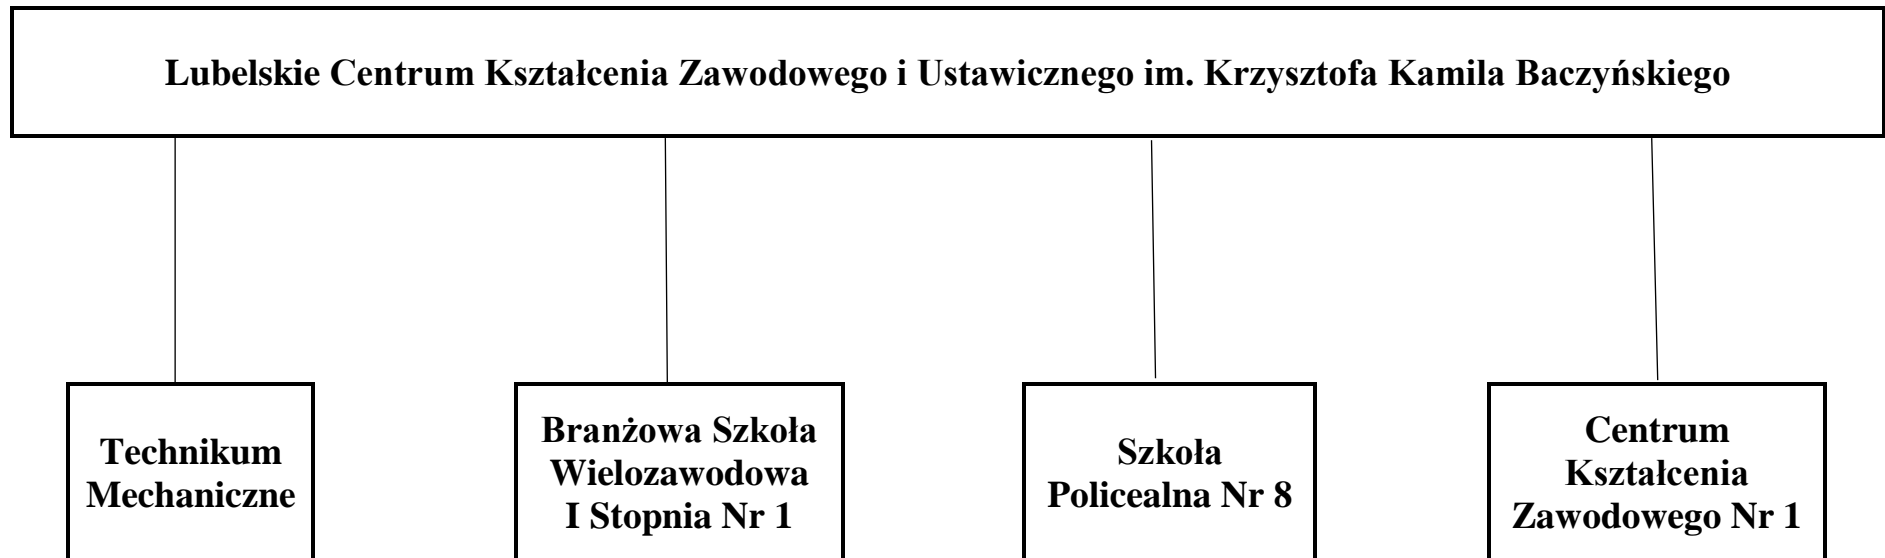 Lubelskie Centrum Kształcenia Zawodowego i Ustawicznego im. Krzysztofa Kamila Baczyńskiego
Technikum
Mechaniczne
Branżowa Szkoła
Wielozawodowa
I Stopnia Nr 1
Szkoła
Policealna Nr 8
Centrum
Kształcenia
Zawodowego Nr 1